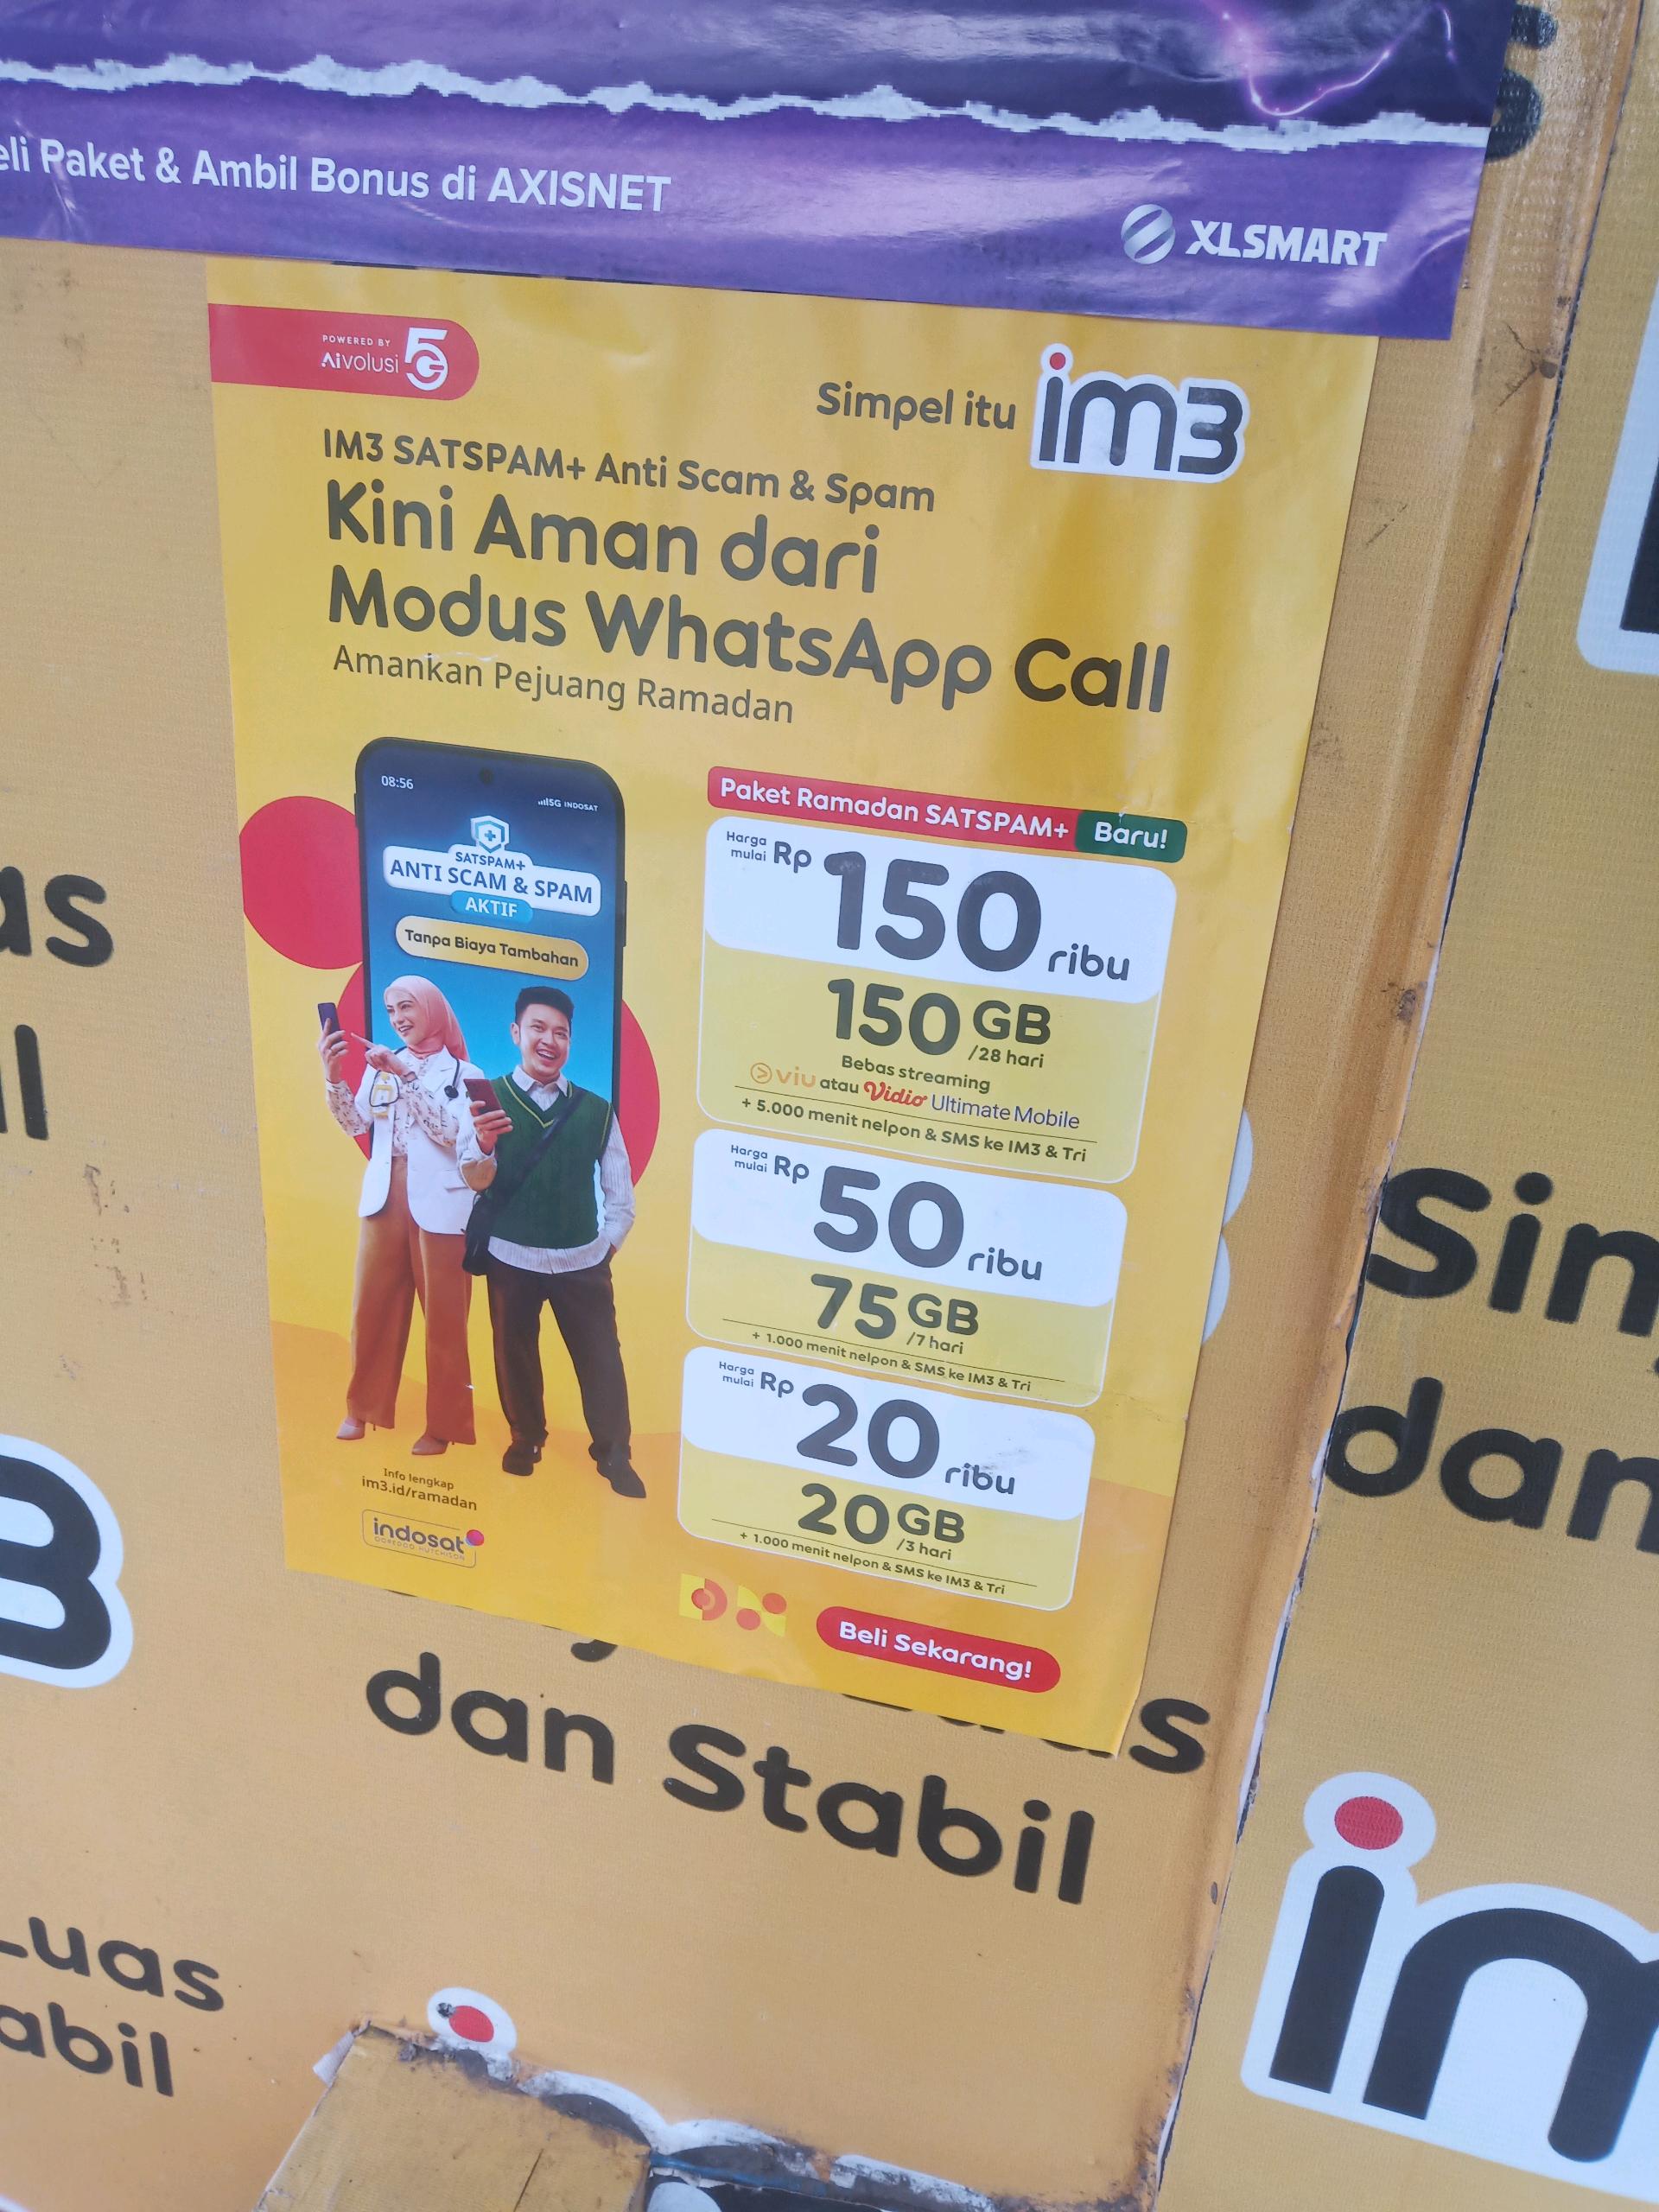 Paket & Ambil Bonus di AXISNET
XLSMART
POWERED BY
Aivolusi 5G
Simpel itu im3
IM3 SATSPAM+ Anti Scam & Spam
Kini Aman dari
Modus WhatsApp Call
Amankan Pejuang Ramadan
08:56
5G INDOSAT
SATSPAM+
ANTI SCAM & SPAM
AKTIF
Tanpa Biaya Tambahan
Paket Ramadan SATSPAM+ Baru!
Harga mulai Rp 150 ribu
150 GB
/28 hari
Bebas streaming
viu atau Vidio Ultimate Mobile
+ 5.000 menit nelpon & SMS ke IM3 & Tri
Harga mulai Rp 50 ribu
75 GB
/7 hari
+ 1.000 menit nelpon & SMS ke IM3 & Tri
Harga mulai Rp 20 ribu
20 GB
/3 hari
+ 1.000 menit nelpon & SMS ke IM3 & Tri
Info lengkap
im3.id/ramadan
indosat
OOREDOO HUTCHISON
Beli Sekarang!
dan Stabil
Luas